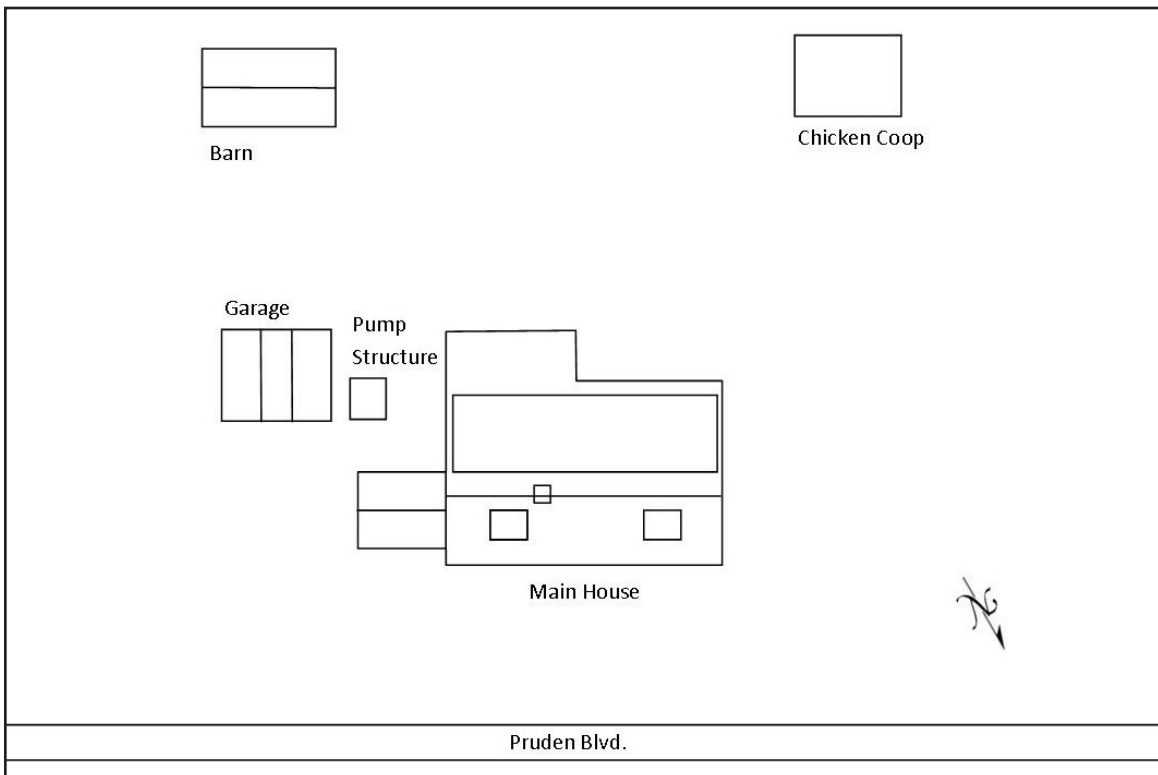 Barn
Chicken Coop
Garage
Pump
Structure
Main House
N
Pruden Blvd.